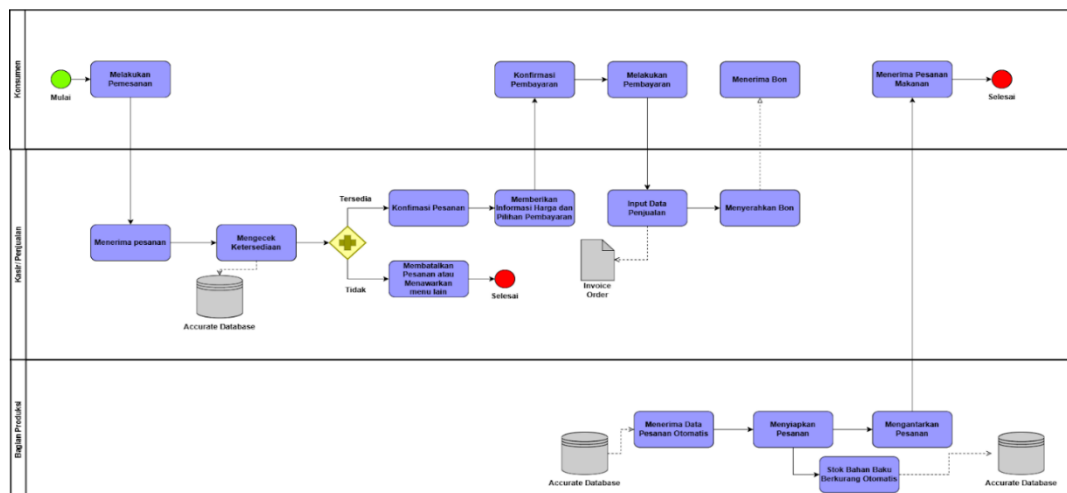 Konsumen
Mulai
Melakukan
Pemesanan
Konfirmasi
Pembayaran
Melakukan
Pembayaran
Menerima Bon
Menerima Pesanan
Makanan
Selesai
Kasir/Penjualan
Menerima pesanan
Mengecek
Ketersediaan
Accurate Database
Tersedia
Tidak
Konfimasi Pesanan
Memberikan
Informasi Harga dan
Pilihan Pembayaran
Membatalkan
Pesanan atau
Menawarkan
menu lain
Selesai
Input Data
Penjualan
Menyerahkan Bon
Invoice
Order
Bagian Produksi
Accurate Database
Menerima Data
Pesanan Otomatis
Menyiapkan
Pesanan
Mengantarkan
Pesanan
Stok Bahan Baku
Berkurang Otomatis
Accurate Database